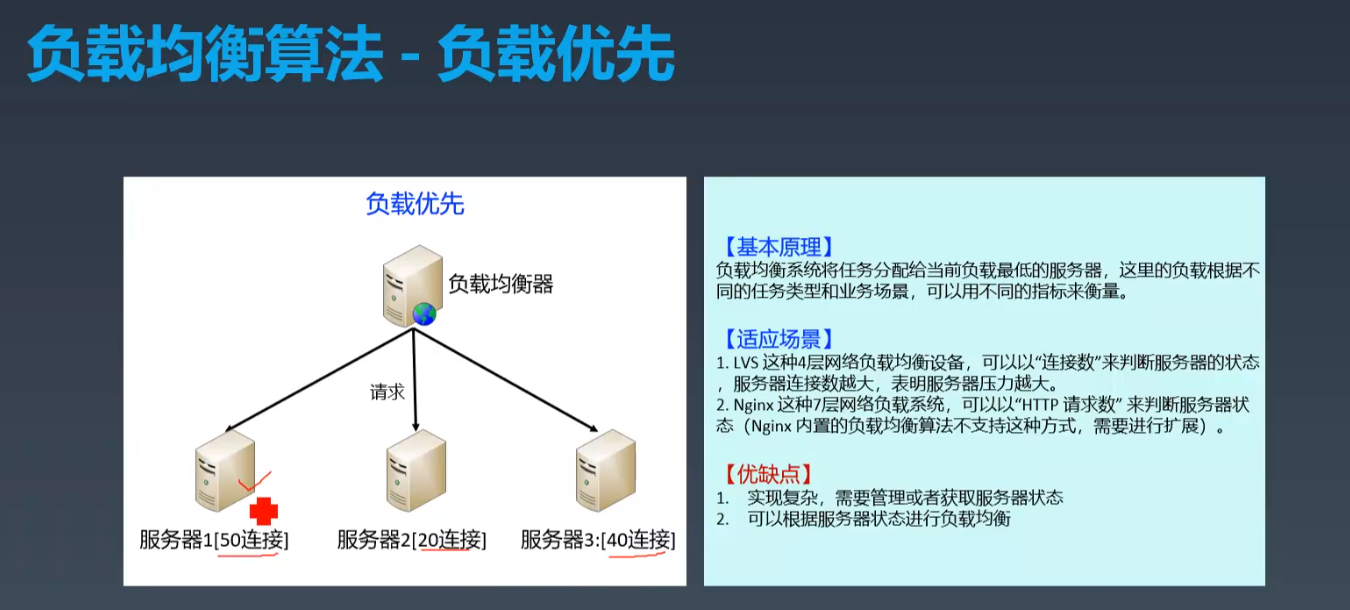 负载均衡算法 - 负载优先
负载优先
负载均衡器
请求
服务器1[50连接]
服务器2[20连接]
服务器3:[40连接]
【基本原理】
负载均衡系统将任务分配给当前负载最低的服务器，这里的负载根据不
同的任务类型和业务场景，可以用不同的指标来衡量。
【适应场景】
1. LVS 这种4层网络负载均衡设备，可以以“连接数”来判断服务器的状态
，服务器连接数越大，表明服务器压力越大。
2. Nginx 这种7层网络负载系统，可以以“HTTP 请求数” 来判断服务器状
态（Nginx 内置的负载均衡算法不支持这种方式，需要进行扩展）。
【优缺点】
1. 实现复杂，需要管理或者获取服务器状态
2. 可以根据服务器状态进行负载均衡